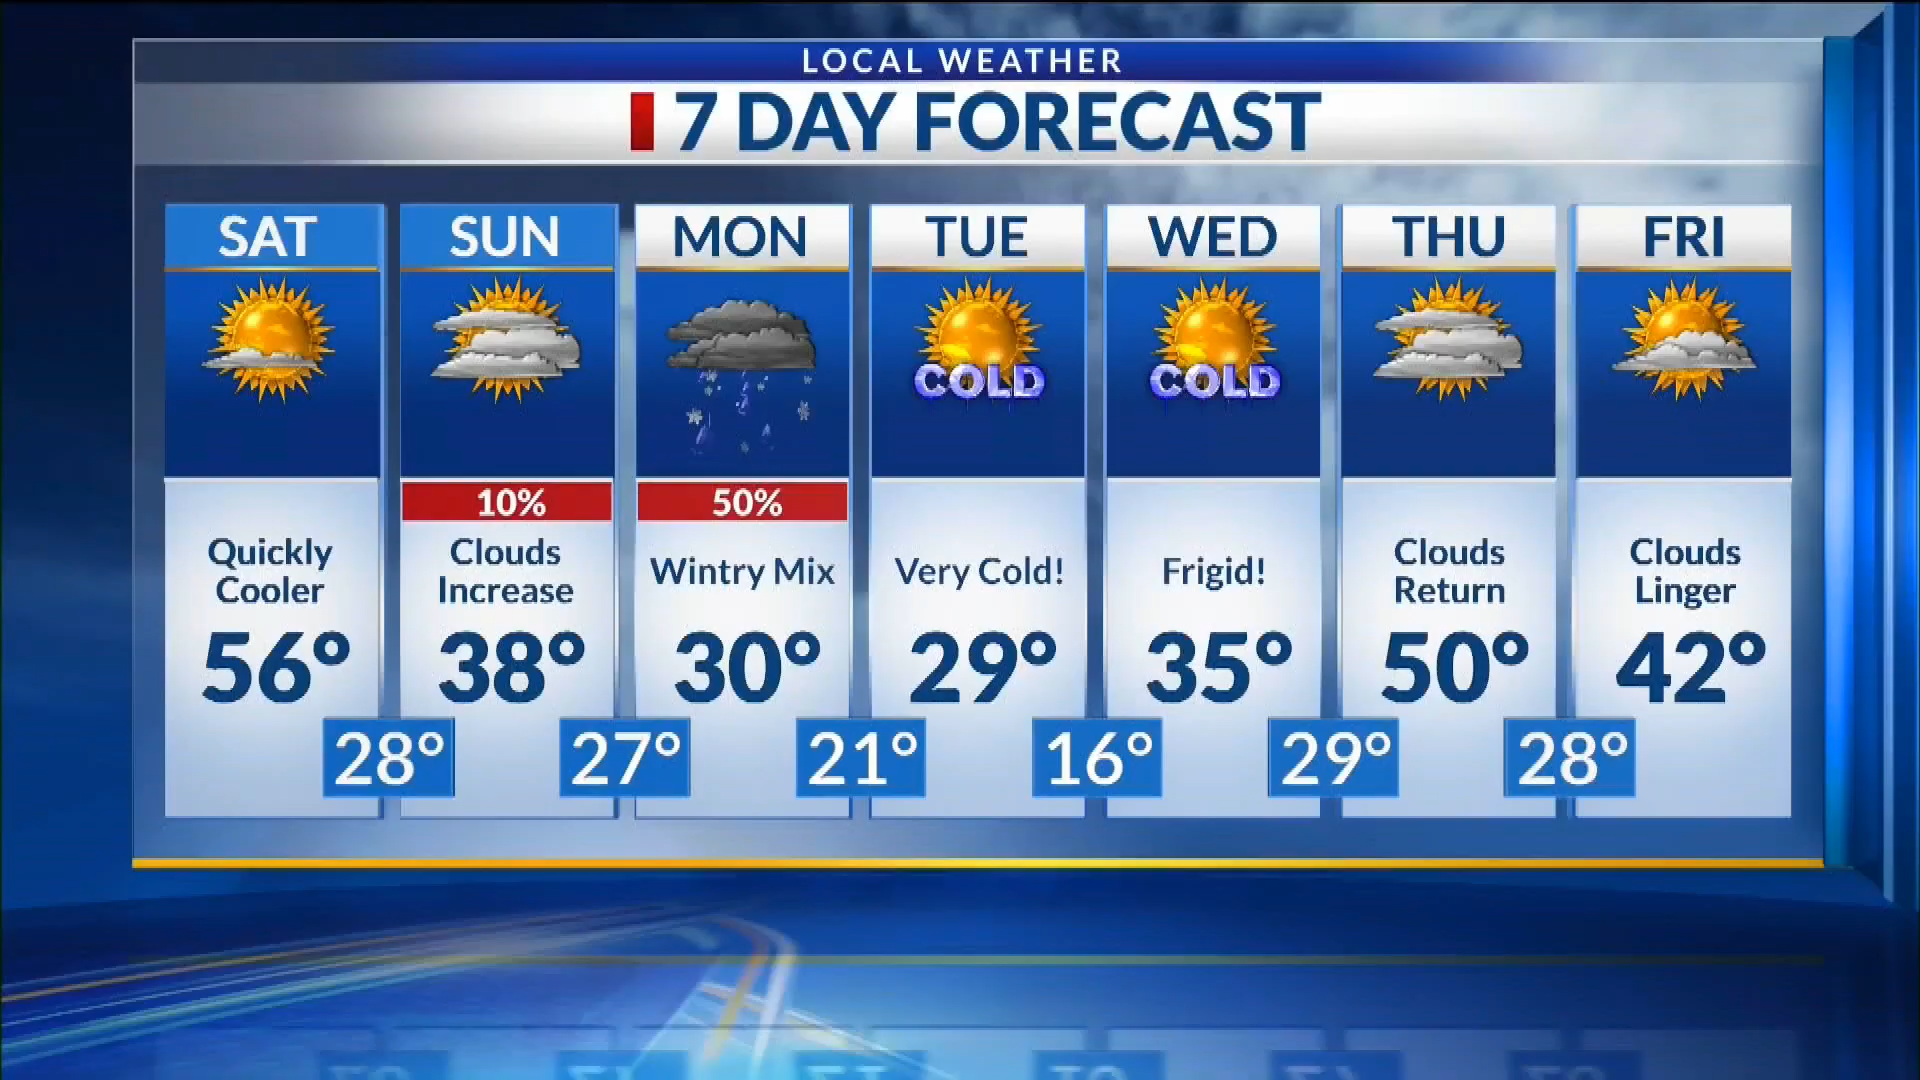 LOCAL WEATHER
7 DAY FORECAST
SAT
SUN
MON
TUE
WED
THU
FRI
COLD
COLD
10%
50%
Quickly
Cooler
Clouds
Increase
Wintry Mix
Very Cold!
Frigid!
Clouds
Return
Clouds
Linger
56°
38°
30°
29°
35°
50°
42°
28°
27°
21°
16°
29°
28°